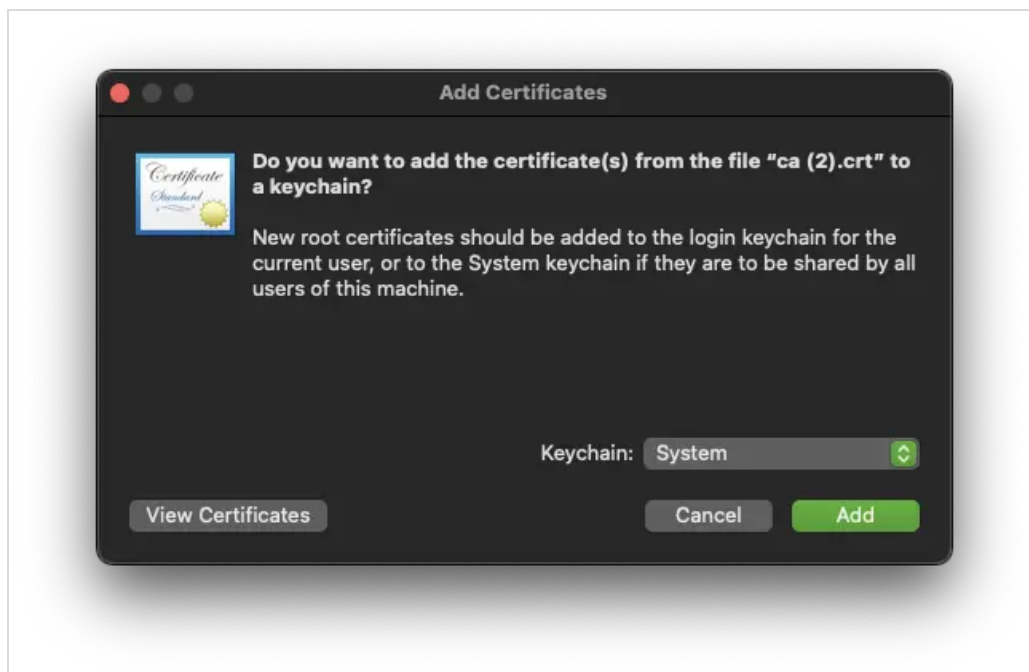 Add Certificates
Certificate
Standard
Do you want to add the certificate(s) from the file “ca (2).crt” to
a keychain?
New root certificates should be added to the login keychain for the
current user, or to the System keychain if they are to be shared by all
users of this machine.
Keychain: System
View Certificates Cancel Add